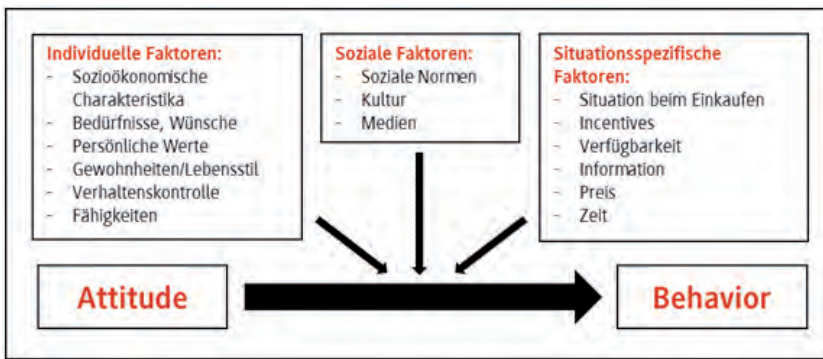 Individuelle Faktoren:
- Sozioökonomische
Charakteristika
- Bedürfnisse, Wünsche
- Persönliche Werte
- Gewohnheiten/Lebensstil
- Verhaltenskontrolle
- Fähigkeiten
Soziale Faktoren:
- Soziale Normen
- Kultur
- Medien
Situationsspezifische
Faktoren:
- Situation beim Einkaufen
- Incentives
- Verfügbarkeit
- Information
- Preis
- Zeit
Attitude
Behavior